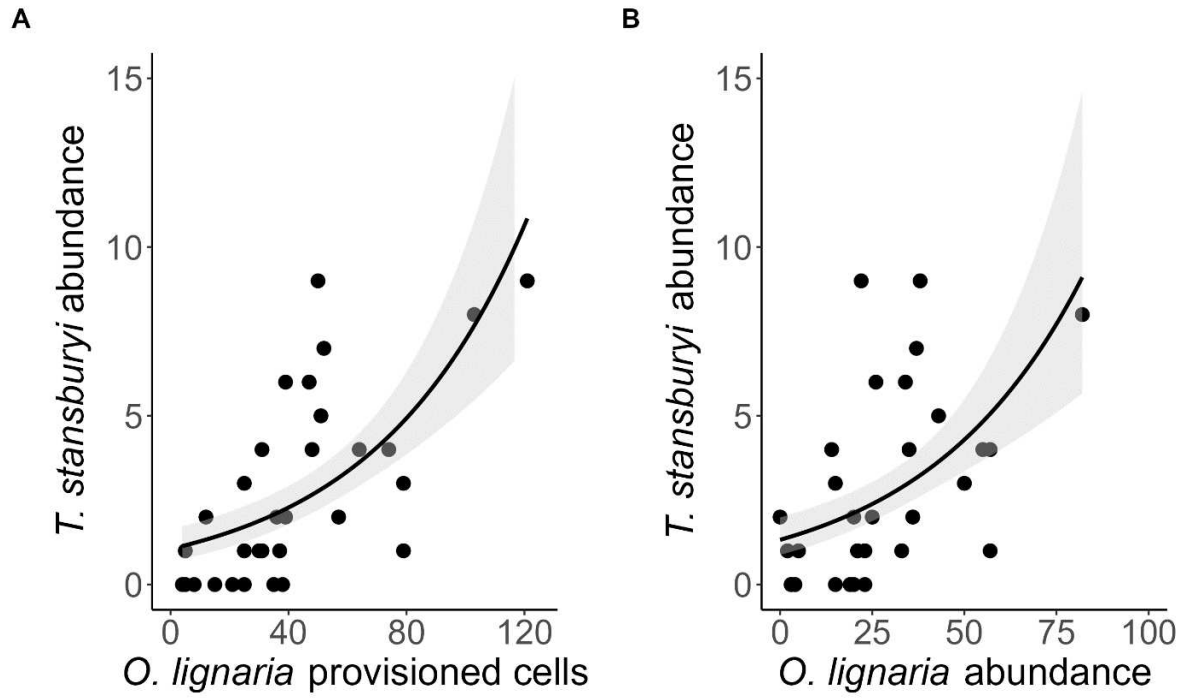 A
B
15
10
5
0
T. stansburyi abundance
0 40 80 120
O. lignaria provisioned cells
15
10
5
0
T. stansburyi abundance
0 25 50 75 100
O. lignaria abundance